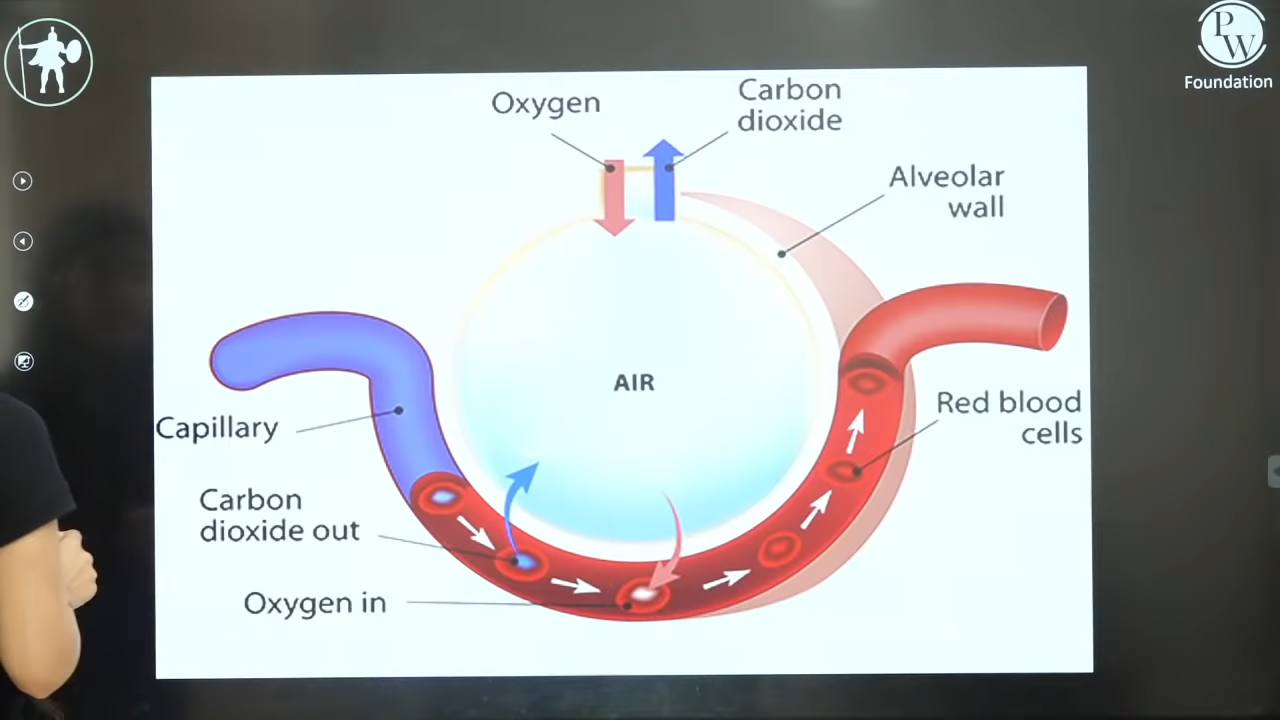 PW
Foundation
Oxygen
Carbon
dioxide
Alveolar
wall
AIR
Capillary
Red blood
cells
Carbon
dioxide out
Oxygen in